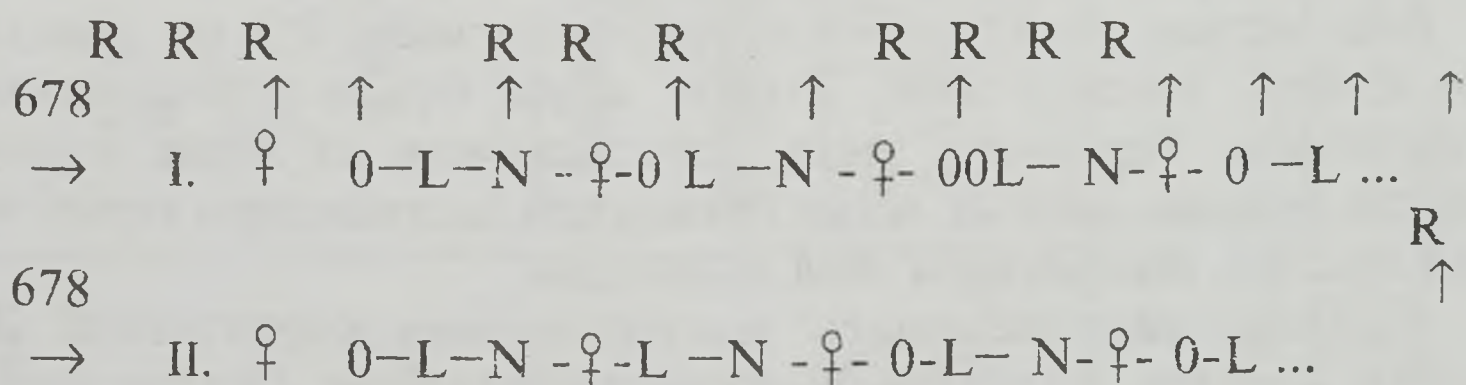 R R R R R R R R R R
678 ↑ ↑ ↑ ↑ ↑ ↑ ↑ ↑ ↑ ↑
→ I. ♀ 0—L—N - ♀-0 L —N - ♀- 00L— N- ♀- 0 —L ...
R
678 ↑
→ II. ♀ 0—L—N -♀-L —N - ♀- 0-L— N-♀- 0-L ...